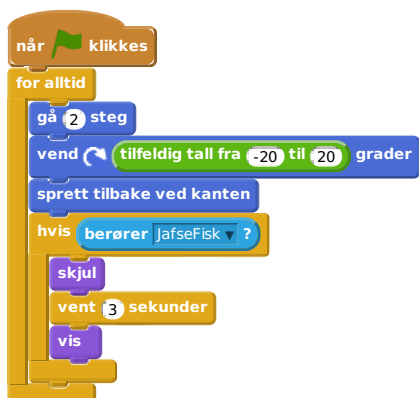 når klikkes
for alltid
gå 2 steg
vend tilfeldig tall fra -20 til 20 grader
sprett tilbake ved kanten
hvis berører JafseFisk ?
skjul
vent 3 sekunder
vis